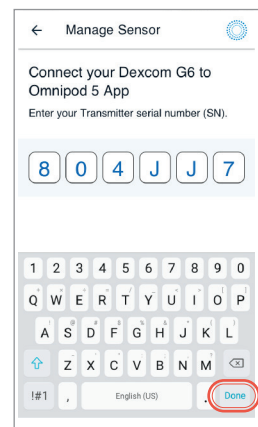 Manage Sensor
Connect your Dexcom G6 to
Omnipod 5 App
Enter your Transmitter serial number (SN).
8 0 4 J J 7
1 2 3 4 5 6 7 8 9 0
Q W E R T Y U I O P
A S D F G H J K L
Z X C V B N M
!#1 , English (US) . Done